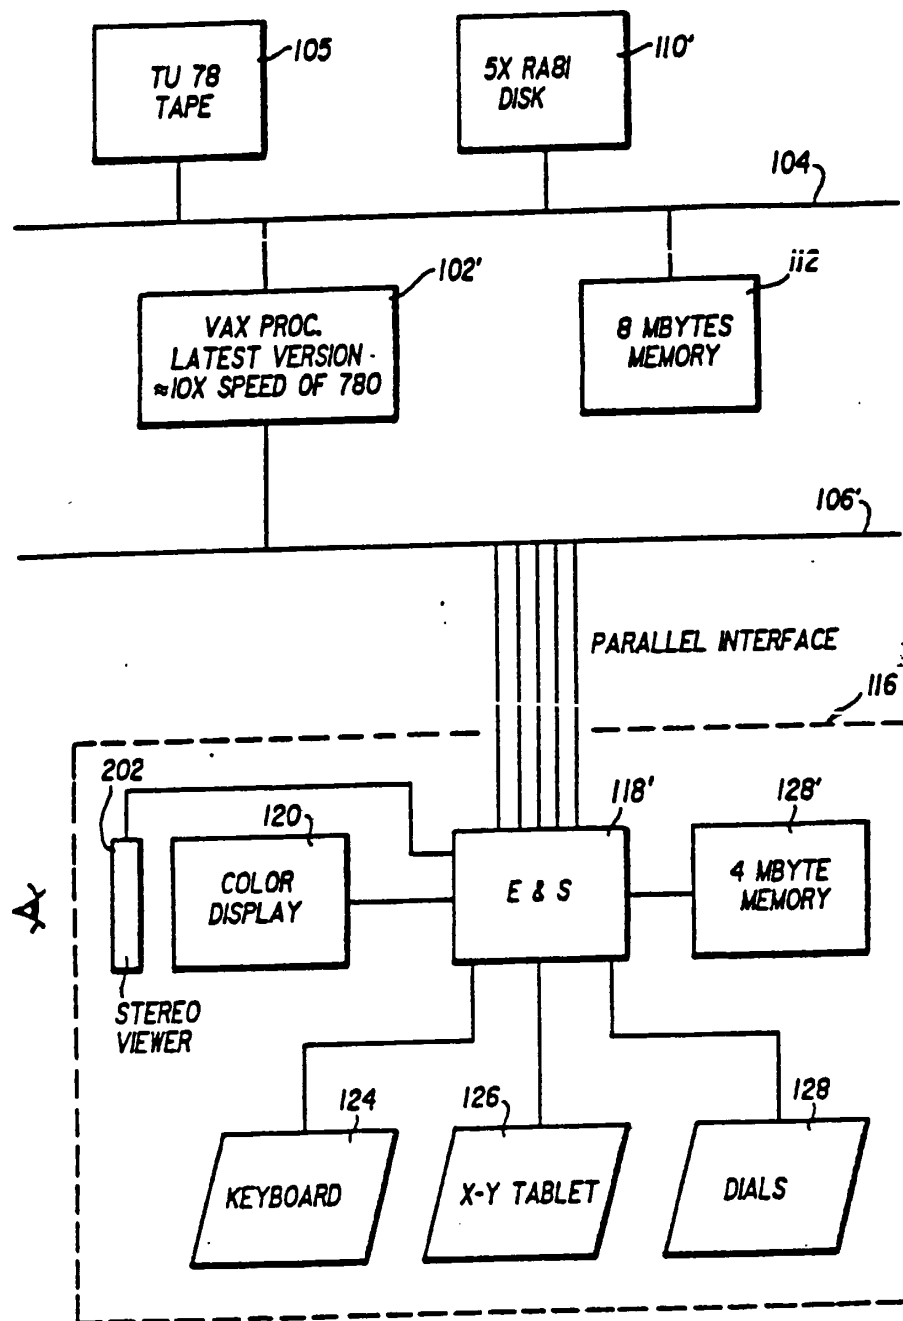 105
TU 78
TAPE
110'
5X RA81
DISK
104
102'
VAX PROC.
LATEST VERSION -
≈10X SPEED OF 780
112
8 MBYTES
MEMORY
106'
PARALLEL INTERFACE
116
202
120
COLOR
DISPLAY
118'
E & S
128'
4 MBYTE
MEMORY
STEREO
VIEWER
124
KEYBOARD
126
X-Y TABLET
128
DIALS